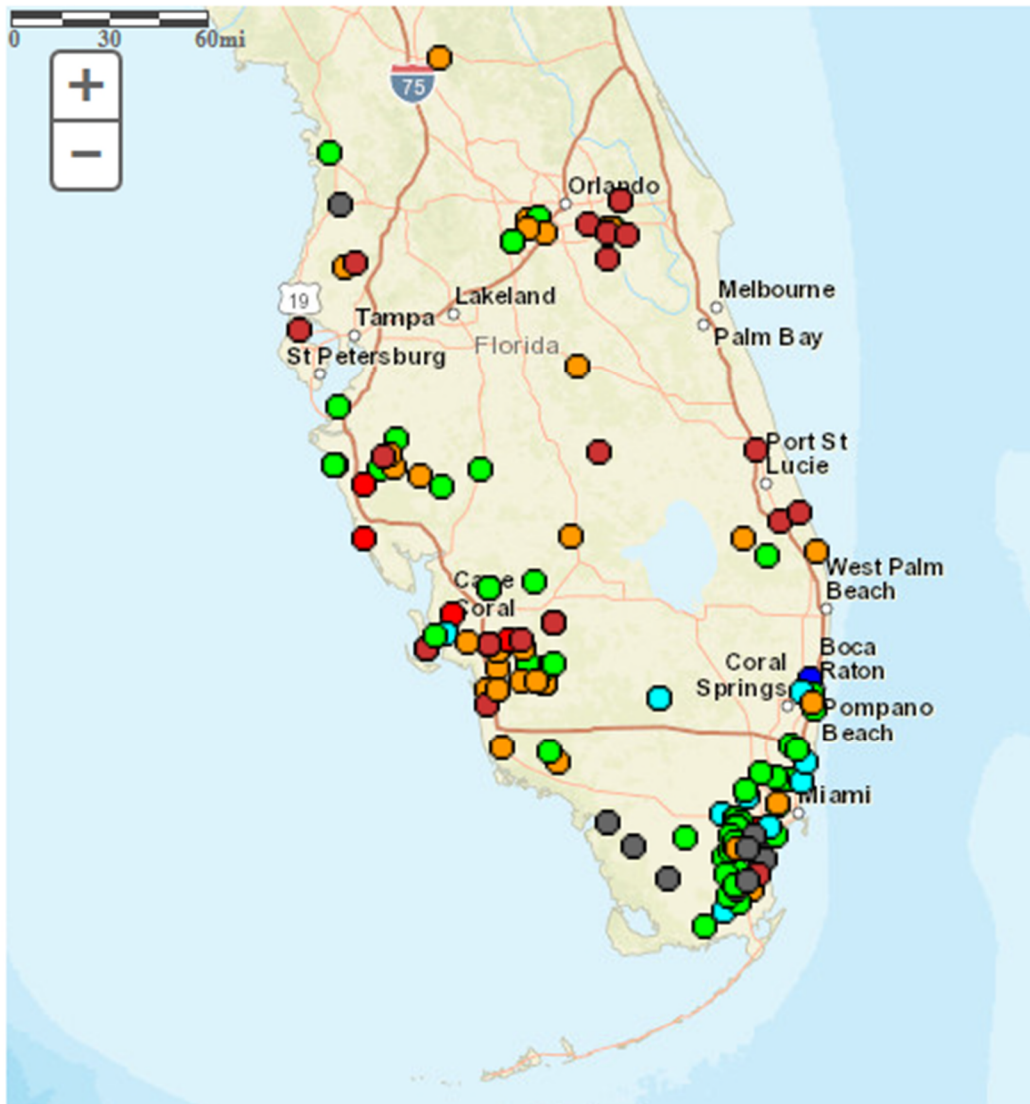 0 30 60mi
+
75
−
Orlando
Melbourne
19
Lakeland
Tampa
Palm Bay
Florida
St Petersburg
Port St
Lucie
West Palm
Beach
Cape
Coral
Boca
Raton
Coral
Springs
Pompano
Beach
Miami